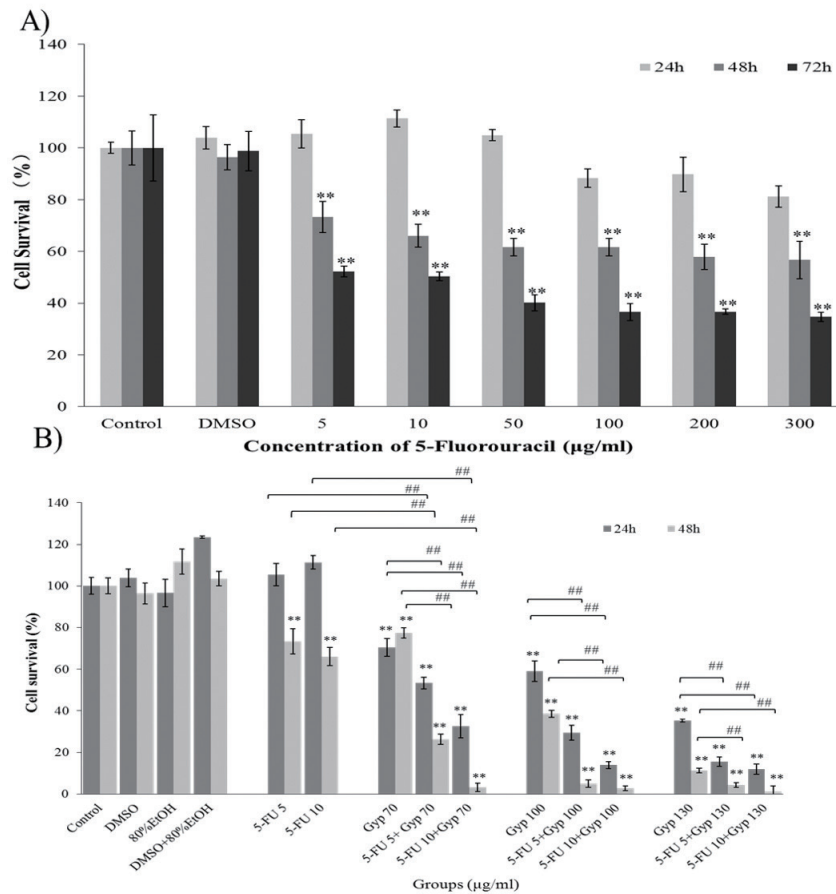 A)
Cell Survival (%)
140
120
100
80
60
40
20
0
24h 48h 72h
** ** ** ** ** **
** ** ** ** ** **
Control DMSO 5 10 50 100 200 300
Concentration of 5-Fluorouracil (µg/ml)
B)
Cell survival (%)
140
120
100
80
60
40
20
0
24h 48h
##
##
##
##
** **
## ## ## ##
** ** ** ** ** **
## ## ## ##
** ** ** ** ** **
## ## ## ##
** ** ** ** ** **
Control
DMSO
80%EtOH
DMSO+80%EtOH
5-FU 5
5-FU 10
Gyp 70
5-FU 5+ Gyp 70
5-FU 10+Gyp 70
Gyp 100
5-FU 5+Gyp 100
5-FU 10+Gyp 100
Gyp 130
5-FU 5+Gyp 130
5-FU 10+Gyp 130
Groups (µg/ml)